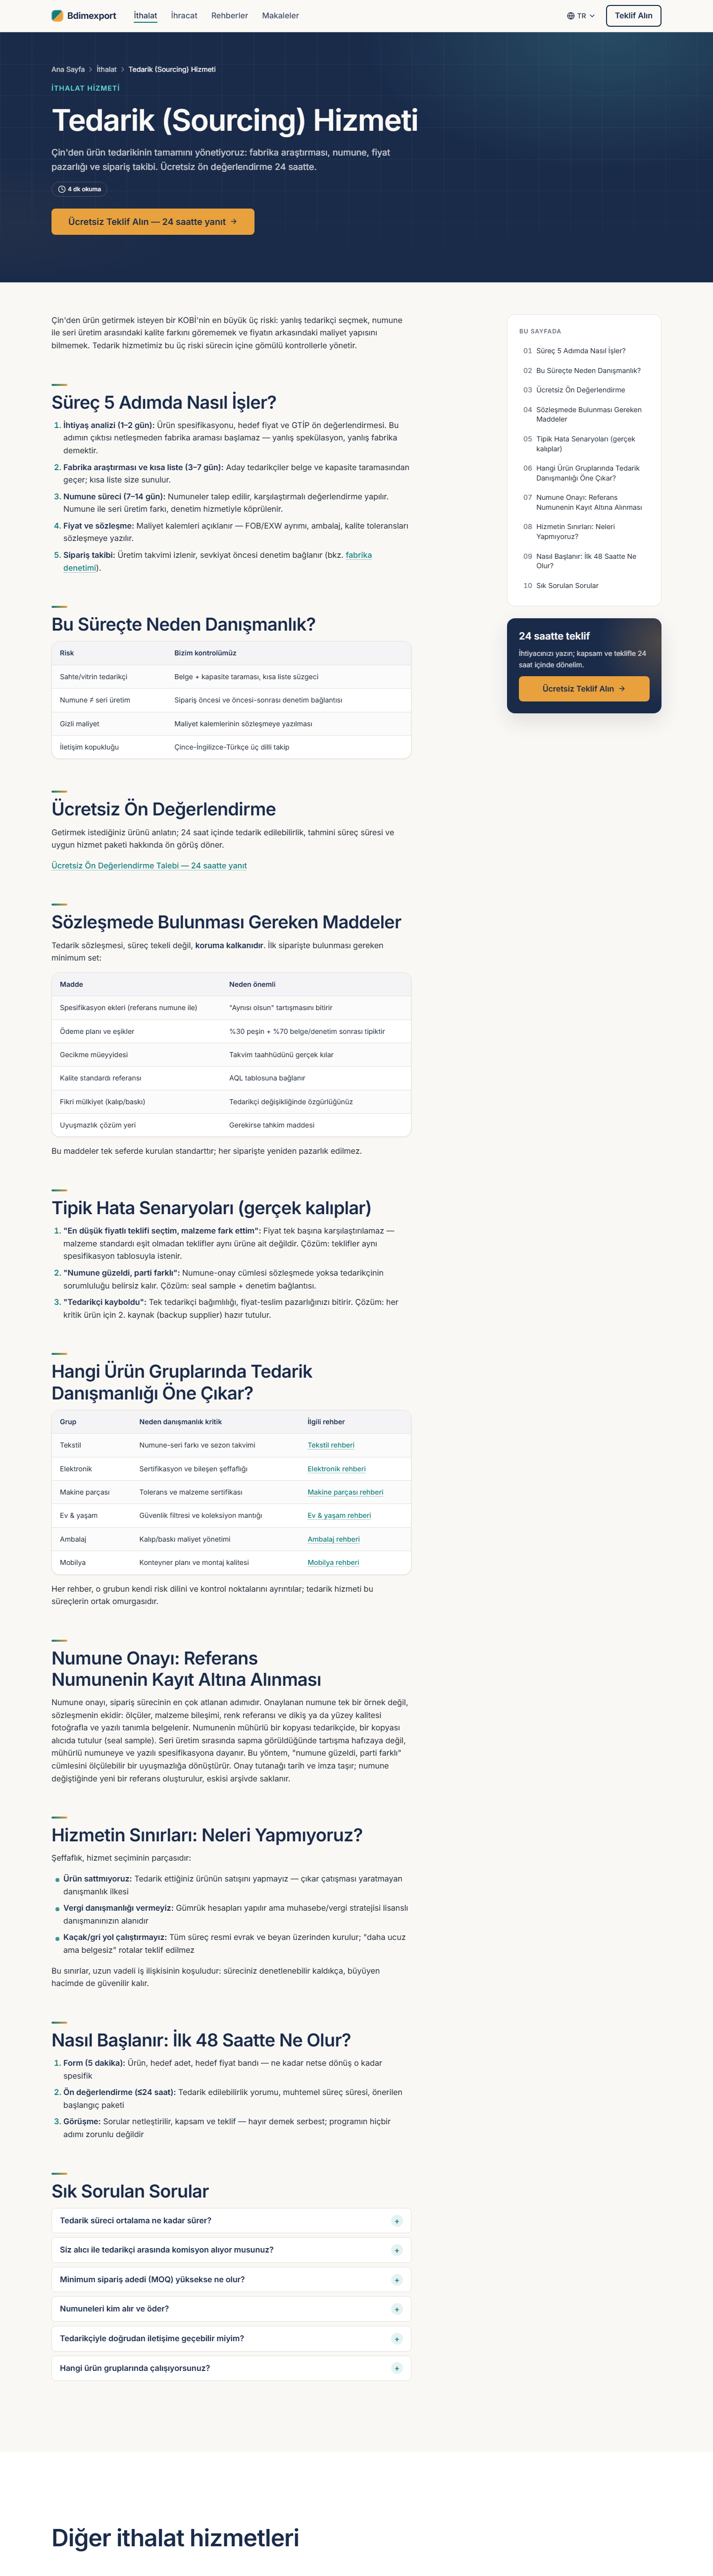 Bdimexport
İthalat
İhracat
Rehberler
Makaleler
TR
Teklif Alın
Ana Sayfa > İthalat > Tedarik (Sourcing) Hizmeti
İTHALAT HİZMETİ
Tedarik (Sourcing) Hizmeti
Çin'den ürün tedarikinin tamamını yönetiyoruz: fabrika araştırması, numune, fiyat
pazarlığı ve sipariş takibi. Ücretsiz ön değerlendirme 24 saatte.
4 dk okuma
Ücretsiz Teklif Alın — 24 saatte yanıt →
Çin'den ürün getirmek isteyen bir KOBİ'nin en büyük üç riski: yanlış tedarikçi seçmek, numune
ile seri üretim arasındaki kalite farkını görememek ve fiyatın arkasındaki maliyet yapısını
bilmemek. Tedarik hizmetimiz bu üç riski sürecin içine gömülü kontrollerle yönetir.
Süreç 5 Adımda Nasıl İşler?
1. İhtiyaç analizi (1–2 gün): Ürün spesifikasyonu, hedef fiyat ve GTİP ön değerlendirmesi. Bu
adımın çıktısı netleşmeden fabrika araması başlamaz — yanlış spekülasyon, yanlış fabrika
demektir.
2. Fabrika araştırması ve kısa liste (3–7 gün): Aday tedarikçiler belge ve kapasite taramasından
geçer; kısa liste size sunulur.
3. Numune süreci (7–14 gün): Numuneler talep edilir, karşılaştırmalı değerlendirme yapılır.
Numune ile seri üretim farkı, denetim hizmetiyle köprülenir.
4. Fiyat ve sözleşme: Maliyet kalemleri açıklanır — FOB/EXW ayrımı, ambalaj, kalite toleransları
sözleşmeye yazılır.
5. Sipariş takibi: Üretim takvimi izlenir, sevkiyat öncesi denetim bağlanır (bkz. fabrika
denetimi).
Bu Süreçte Neden Danışmanlık?
Risk Bizim kontrolümüz
Sahte/vitrin tedarikçi Belge + kapasite taraması, kısa liste süzgeci
Numune ≠ seri üretim Sipariş öncesi ve öncesi-sonrası denetim bağlantısı
Gizli maliyet Maliyet kalemlerinin sözleşmeye yazılması
İletişim kopukluğu Çince-İngilizce-Türkçe üç dilli takip
Ücretsiz Ön Değerlendirme
Getirmek istediğiniz ürünü anlatın; 24 saat içinde tedarik edilebilirlik, tahmini süreç süresi ve
uygun hizmet paketi hakkında ön görüş döner.
Ücretsiz Ön Değerlendirme Talebi — 24 saatte yanıt
Sözleşmede Bulunması Gereken Maddeler
Tedarik sözleşmesi, süreç tekeli değil, koruma kalkanıdır. İlk siparişte bulunması gereken
minimum set:
Madde Neden önemli
Spesifikasyon ekleri (referans numune ile) "Aynısı olsun" tartışmasını bitirir
Ödeme planı ve eşikler %30 peşin + %70 belge/denetim sonrası tipiktir
Gecikme müeyyidesi Takvim taahhüdünü gerçek kılar
Kalite standardı referansı AQL tablosuna bağlanır
Fikri mülkiyet (kalıp/baskı) Tedarikçi değişikliğinde özgürlüğünüz
Uyuşmazlık çözüm yeri Gerekirse tahkim maddesi
Bu maddeler tek seferde kurulan standarttır; her siparişte yeniden pazarlık edilmez.
Tipik Hata Senaryoları (gerçek kalıplar)
1. "En düşük fiyatlı teklifi seçtim, malzeme fark ettim": Fiyat tek başına karşılaştırılamaz —
malzeme standardı eşit olmadan teklifler aynı ürüne ait değildir. Çözüm: teklifler aynı
spesifikasyon tablosuyla istenir.
2. "Numune güzeldi, parti farklı": Numune-onay cümlesi sözleşmede yoksa tedarikçinin
sorumluluğu belirsiz kalır. Çözüm: seal sample + denetim bağlantısı.
3. "Tedarikçi kayboldu": Tek tedarikçi bağımlılığı, fiyat-teslim pazarlığınızı bitirir. Çözüm: her
kritik ürün için 2. kaynak (backup supplier) hazır tutulur.
Hangi Ürün Gruplarında Tedarik
Danışmanlığı Öne Çıkar?
Grup Neden danışmanlık kritik İlgili rehber
Tekstil Numune-seri farkı ve sezon takvimi Tekstil rehberi
Elektronik Sertifikasyon ve bileşen şeffaflığı Elektronik rehberi
Makine parçası Tolerans ve malzeme sertifikası Makine parçası rehberi
Ev & yaşam Güvenlik filtresi ve koleksiyon mantığı Ev & yaşam rehberi
Ambalaj Kalıp/baskı maliyet yönetimi Ambalaj rehberi
Mobilya Konteyner planı ve montaj kalitesi Mobilya rehberi
Her rehber, o grubun kendi risk dilini ve kontrol noktalarını ayrıntılar; tedarik hizmeti bu
süreçlerin ortak omurgasıdır.
Numune Onayı: Referans
Numunenin Kayıt Altına Alınması
Numune onayı, sipariş sürecinin en çok atlanan adımıdır. Onaylanan numune tek bir örnek değil,
sözleşmenin ekidir: ölçüler, malzeme bileşimi, renk referansı ve dikiş ya da yüzey kalitesi
fotoğrafla ve yazılı tanımla belgelenir. Numunenin mühürlü bir kopyası tedarikçide, bir kopyası
alıcıda tutulur (seal sample). Seri üretim sırasında sapma görüldüğünde tartışma hafızaya değil,
mühürlü numuneye ve yazılı spesifikasyona dayanır. Bu yöntem, "numune güzeldi, parti farklı"
cümlesini ölçülebilir bir uyuşmazlığa dönüştürür. Onay tutanağı tarih ve imza taşır; numune
değiştiğinde yeni bir referans oluşturulur, eskisi arşivde saklanır.
Hizmetin Sınırları: Neleri Yapmıyoruz?
Şeffaflık, hizmet seçiminin parçasıdır:
Ürün sattmıyoruz: Tedarik ettiğiniz ürünün satışını yapmayız — çıkar çatışması yaratmayan
danışmanlık ilkesi
Vergi danışmanlığı vermeyiz: Gümrük hesapları yapılır ama muhasebe/vergi stratejisi lisanslı
danışmanınızın alanıdır
Kaçak/gri yol çalıştırmayız: Tüm süreç resmi evrak ve beyan üzerinden kurulur; "daha ucuz
ama belgesiz" rotalar teklif edilmez
Bu sınırlar, uzun vadeli iş ilişkisinin koşuludur: süreciniz denetlenebilir kaldıkça, büyüyen
hacimde de güvenilir kalır.
Nasıl Başlanır: İlk 48 Saatte Ne Olur?
1. Form (5 dakika): Ürün, hedef adet, hedef fiyat bandı — ne kadar netse dönüş o kadar
spesifik
2. Ön değerlendirme (≤24 saat): Tedarik edilebilirlik yorumu, muhtemel süreç süresi, önerilen
başlangıç paketi
3. Görüşme: Sorular netleştirilir, kapsam ve teklif — hayır demek serbest; programın hiçbir
adımı zorunlu değildir
Sık Sorulan Sorular
Tedarik süreci ortalama ne kadar sürer? +
Siz alıcı ile tedarikçi arasında komisyon alıyor musunuz? +
Minimum sipariş adedi (MOQ) yüksekse ne olur? +
Numuneleri kim alır ve öder? +
Tedarikçiyle doğrudan iletişime geçebilir miyim? +
Hangi ürün gruplarında çalışıyorsunuz? +
BU SAYFADA
01 Süreç 5 Adımda Nasıl İşler?
02 Bu Süreçte Neden Danışmanlık?
03 Ücretsiz Ön Değerlendirme
04 Sözleşmede Bulunması Gereken
Maddeler
05 Tipik Hata Senaryoları (gerçek
kalıplar)
06 Hangi Ürün Gruplarında Tedarik
Danışmanlığı Öne Çıkar?
07 Numune Onayı: Referans
Numunenin Kayıt Altına Alınması
08 Hizmetin Sınırları: Neleri
Yapmıyoruz?
09 Nasıl Başlanır: İlk 48 Saatte Ne
Olur?
10 Sık Sorulan Sorular
24 saatte teklif
İhtiyacınızı yazın; kapsam ve teklifle 24
saat içinde dönelim.
Ücretsiz Teklif Alın →
Diğer ithalat hizmetleri